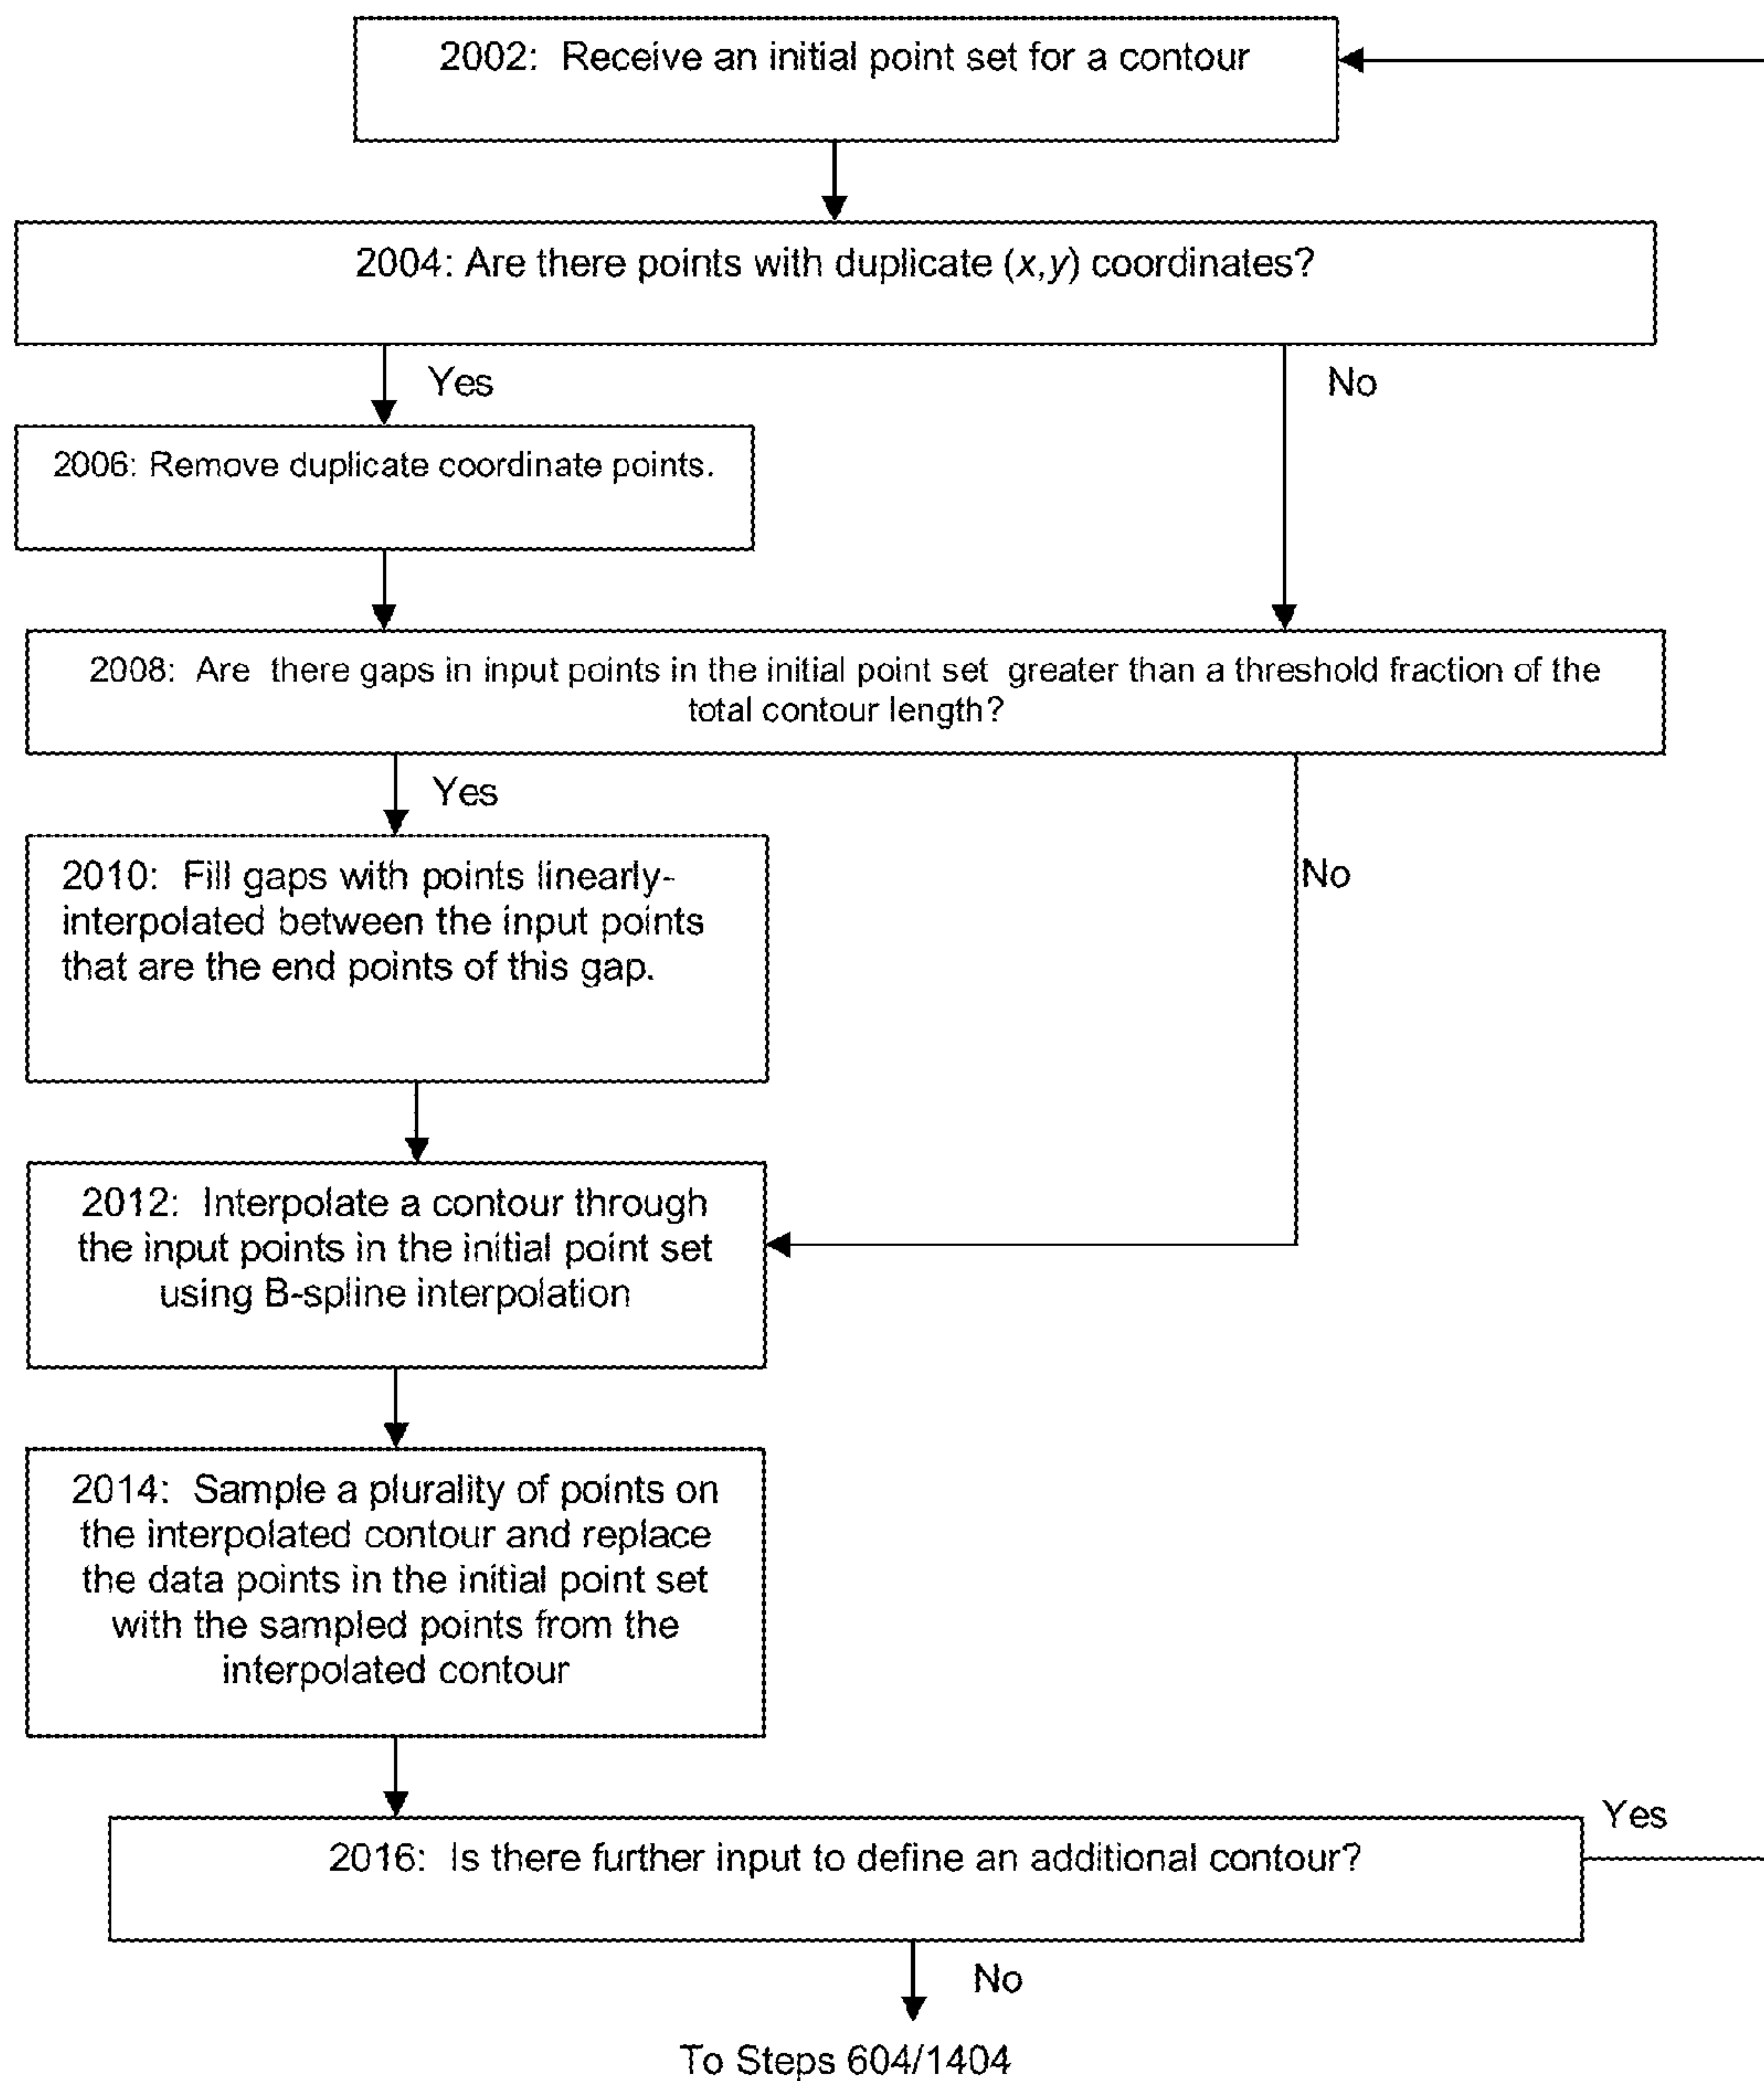 2002: Receive an initial point set for a contour
2004: Are there points with duplicate (x,y) coordinates?
Yes
No
2006: Remove duplicate coordinate points.
2008: Are there gaps in input points in the initial point set greater than a threshold fraction of the
total contour length?
Yes
No
2010: Fill gaps with points linearly-
interpolated between the input points
that are the end points of this gap.
2012: Interpolate a contour through
the input points in the initial point set
using B-spline interpolation
2014: Sample a plurality of points on
the interpolated contour and replace
the data points in the initial point set
with the sampled points from the
interpolated contour
Yes
2016: Is there further input to define an additional contour?
No
To Steps 604/1404